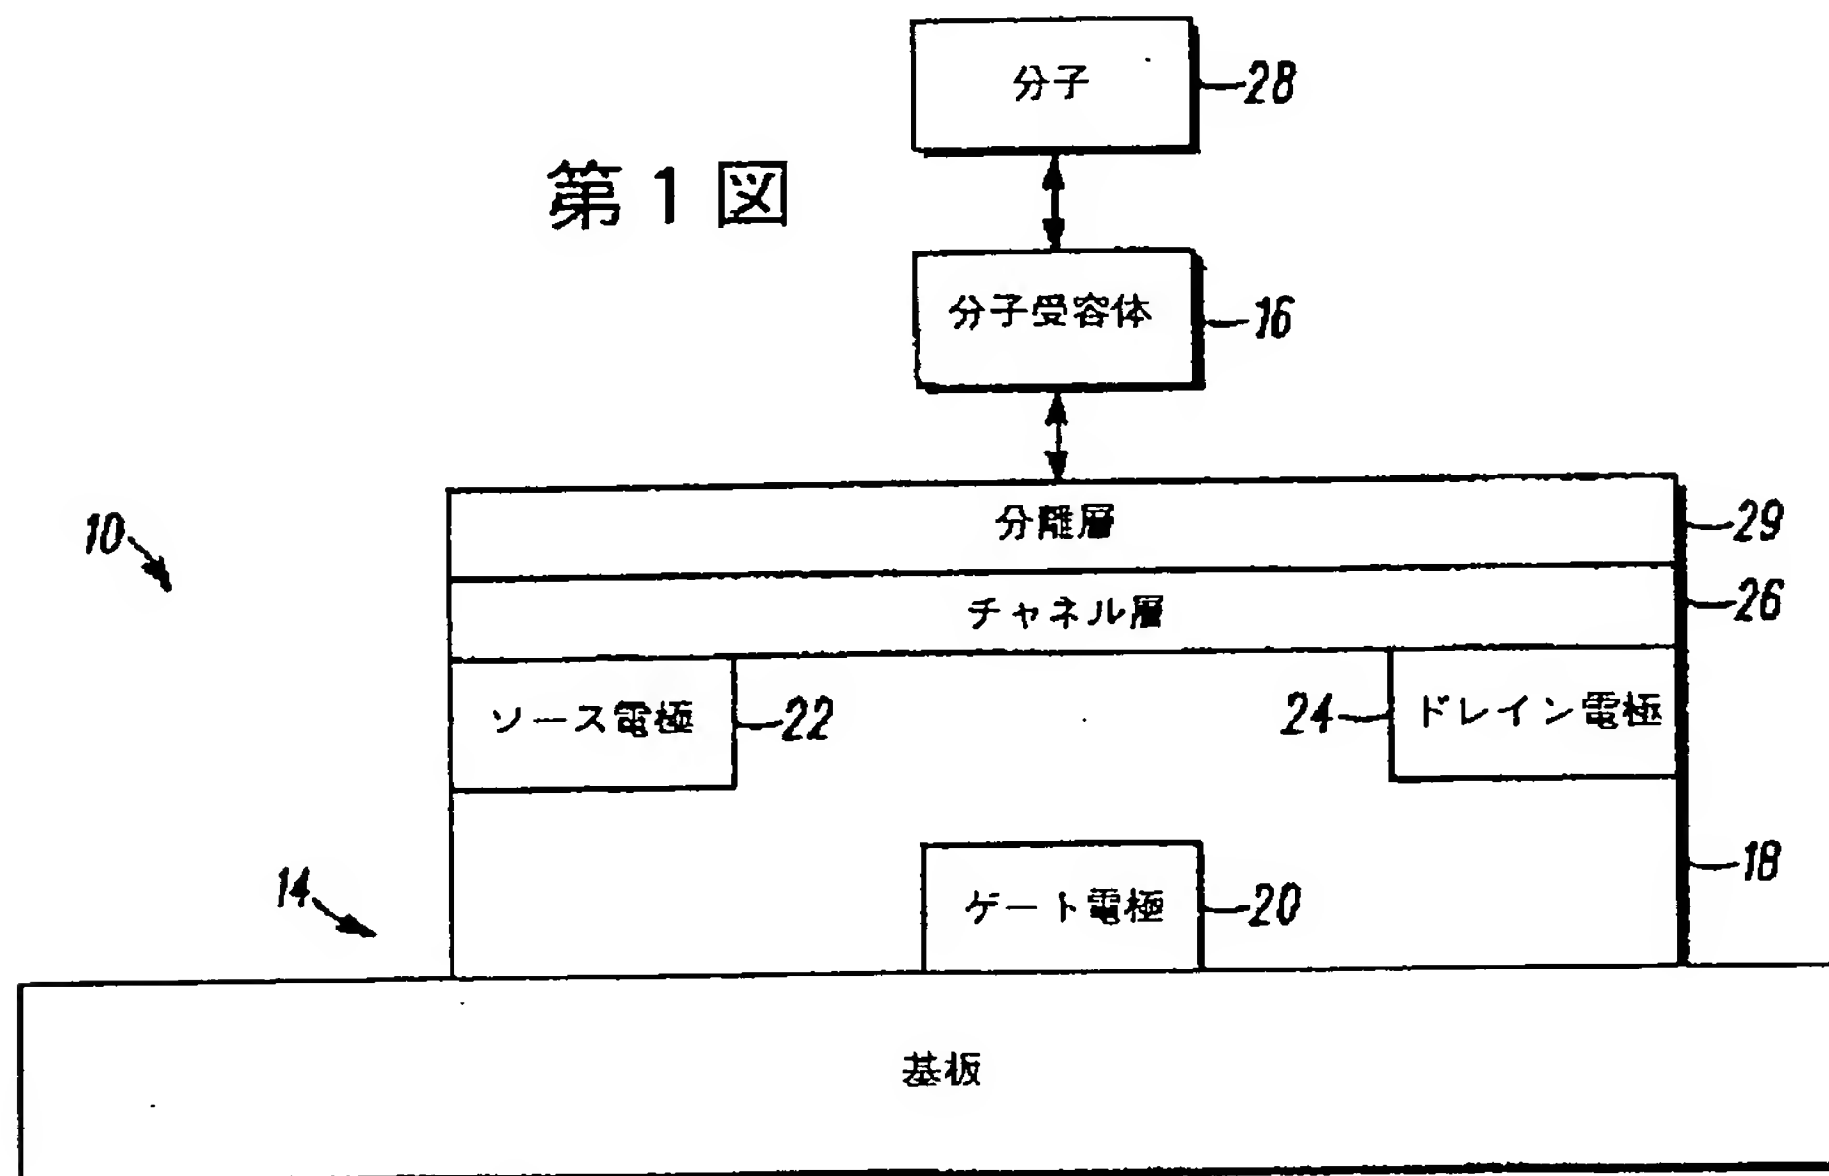 分子
28
第1図
分子受容体
16
分離層
29
10
チャネル層
26
ソース電極
22
24
ドレイン電極
18
14
ゲート電極
20
基板